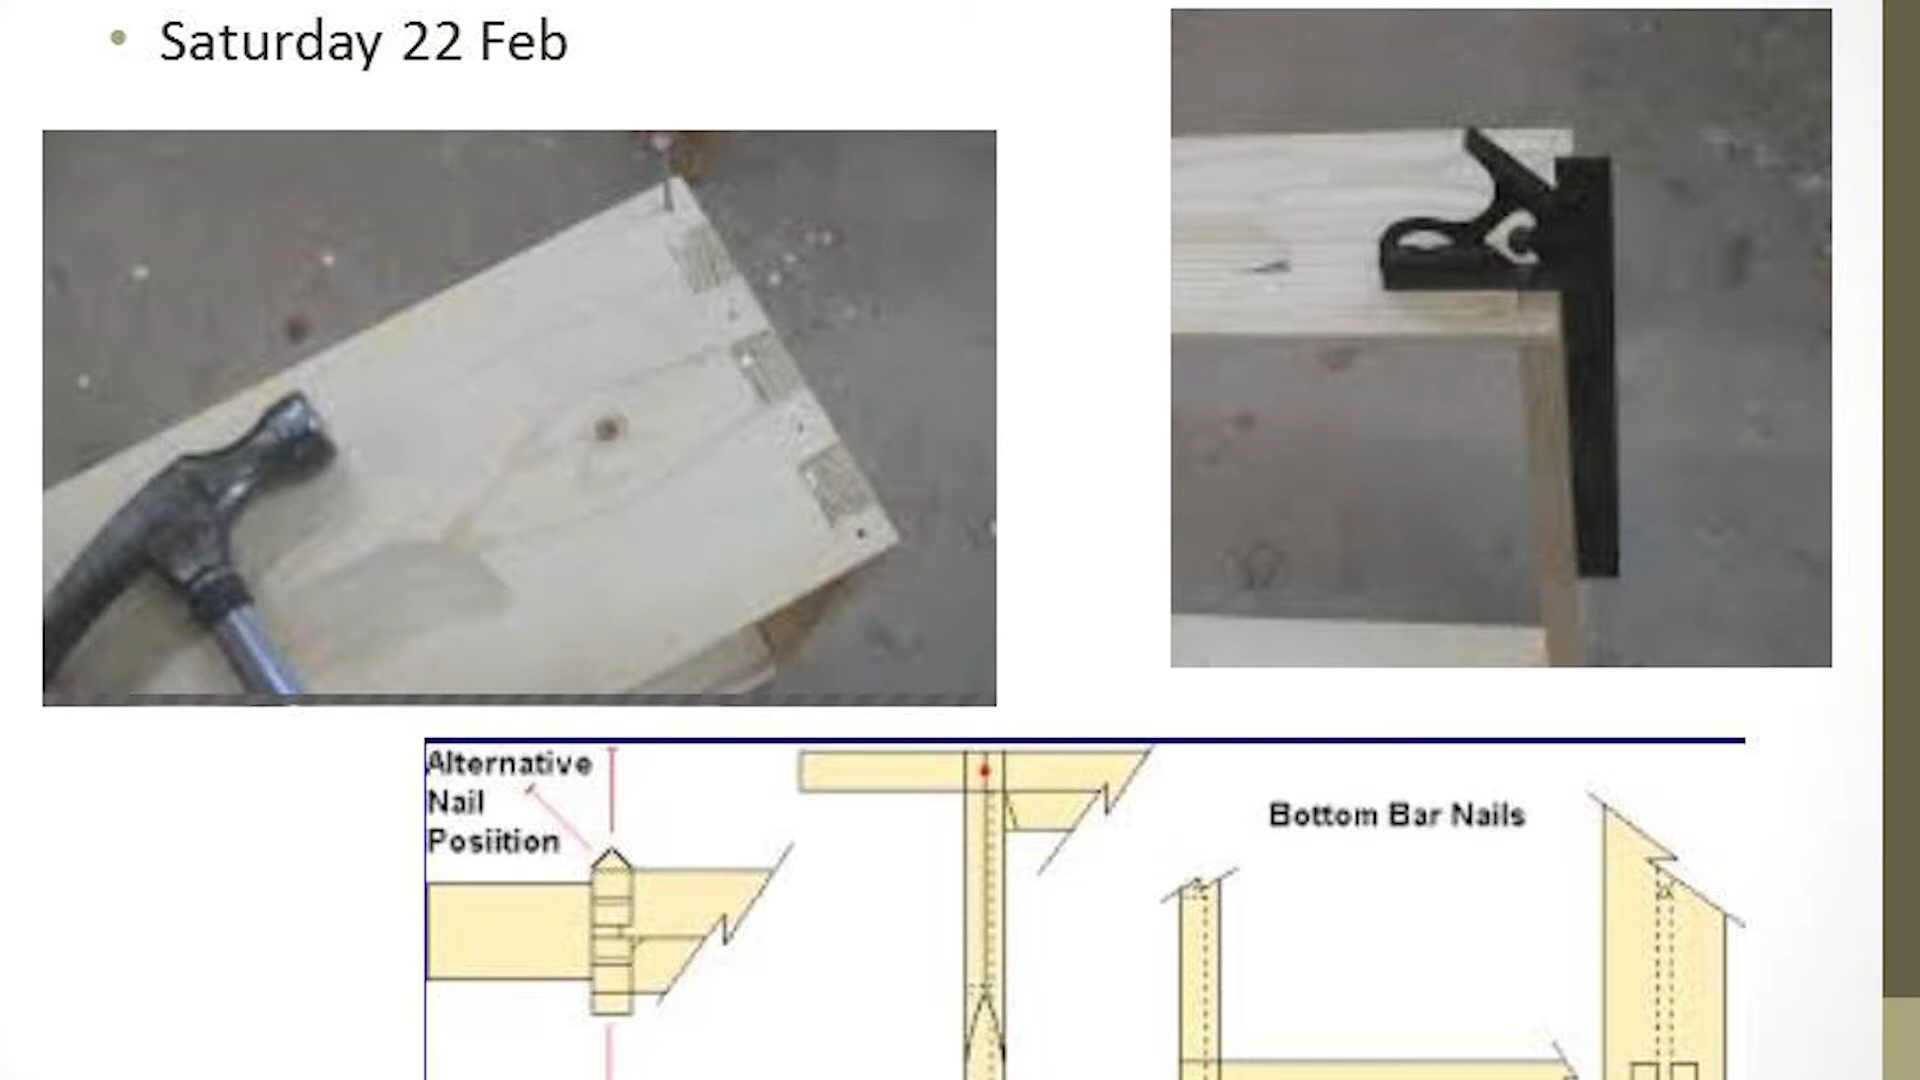 Saturday 22 Feb
Alternative
Nail
Posiition
Bottom Bar Nails